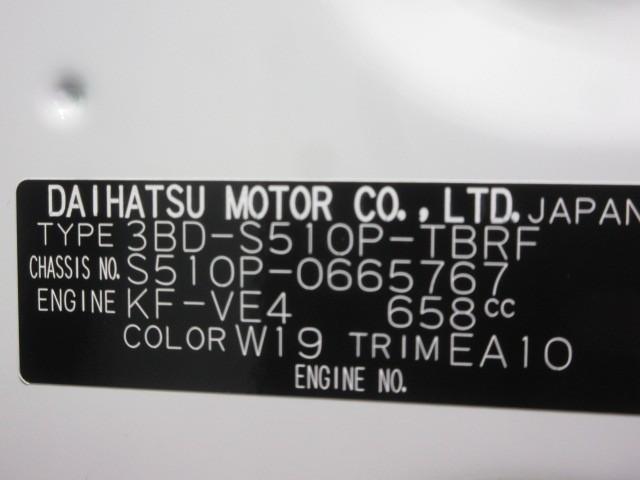 DAIHATSU MOTOR CO.,LTD. JAPAN
TYPE 3BD-S510P-TBRF
CHASSIS NO. S510P-0665767
ENGINE KF-VE4 658cc
COLOR W19 TRIM EA10
ENGINE NO.